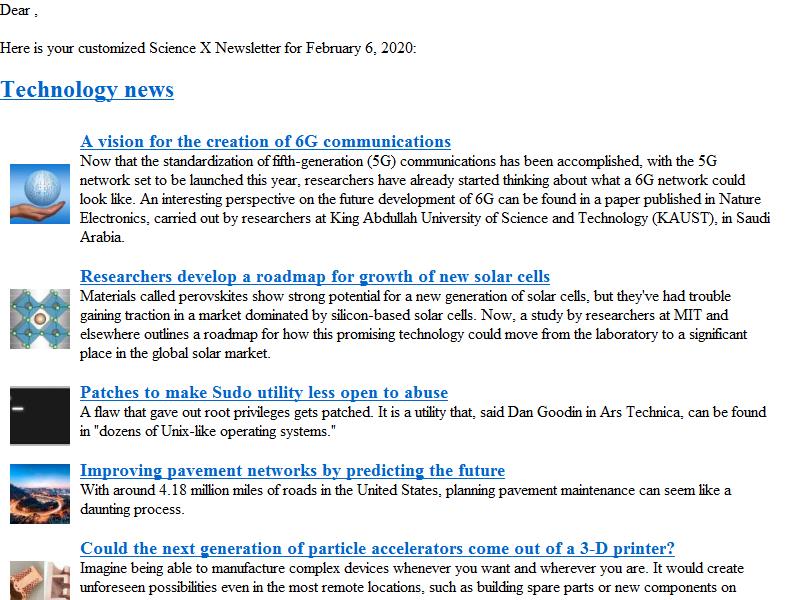 Dear ,
Here is your customized Science X Newsletter for February 6, 2020:
Technology news
A vision for the creation of 6G communications
Now that the standardization of fifth-generation (5G) communications has been accomplished, with the 5G
network set to be launched this year, researchers have already started thinking about what a 6G network could
look like. An interesting perspective on the future development of 6G can be found in a paper published in Nature
Electronics, carried out by researchers at King Abdullah University of Science and Technology (KAUST), in Saudi
Arabia.
Researchers develop a roadmap for growth of new solar cells
Materials called perovskites show strong potential for a new generation of solar cells, but they've had trouble
gaining traction in a market dominated by silicon-based solar cells. Now, a study by researchers at MIT and
elsewhere outlines a roadmap for how this promising technology could move from the laboratory to a significant
place in the global solar market.
Patches to make Sudo utility less open to abuse
A flaw that gave out root privileges gets patched. It is a utility that, said Dan Goodin in Ars Technica, can be found
in "dozens of Unix-like operating systems."
Improving pavement networks by predicting the future
With around 4.18 million miles of roads in the United States, planning pavement maintenance can seem like a
daunting process.
Could the next generation of particle accelerators come out of a 3-D printer?
Imagine being able to manufacture complex devices whenever you want and wherever you are. It would create
unforeseen possibilities even in the most remote locations, such as building spare parts or new components on